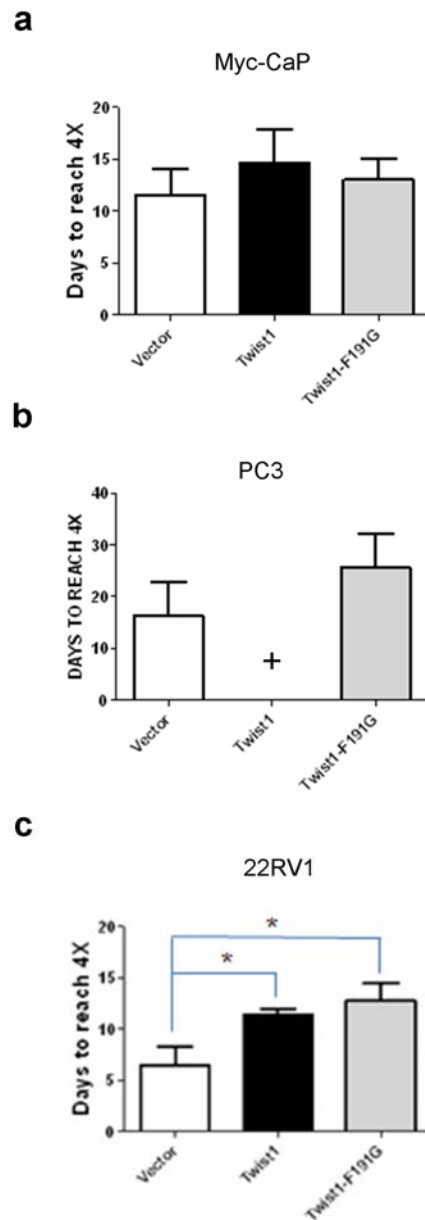 a
Myc-CaP
Days to reach 4X
20
15
10
5
0
Vector
Twist1
Twist1-F191G
b
PC3
DAYS TO REACH 4X
40
30
20
10
0
+
Vector
Twist1
Twist1-F191G
c
22RV1
Days to reach 4X
20
15
10
5
0
*
*
Vector
Twist1
Twist1-F191G